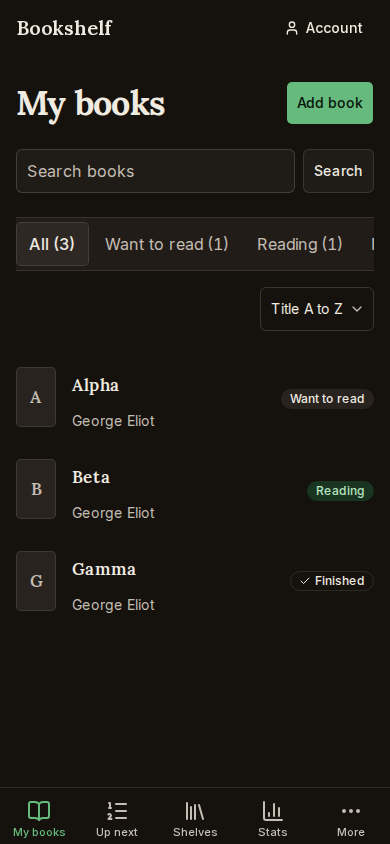 Bookshelf
Account
My books
Add book
Search books
Search
All (3)
Want to read (1)
Reading (1)
Title A to Z
A
Alpha
George Eliot
Want to read
B
Beta
George Eliot
Reading
G
Gamma
George Eliot
Finished
My books
Up next
Shelves
Stats
More